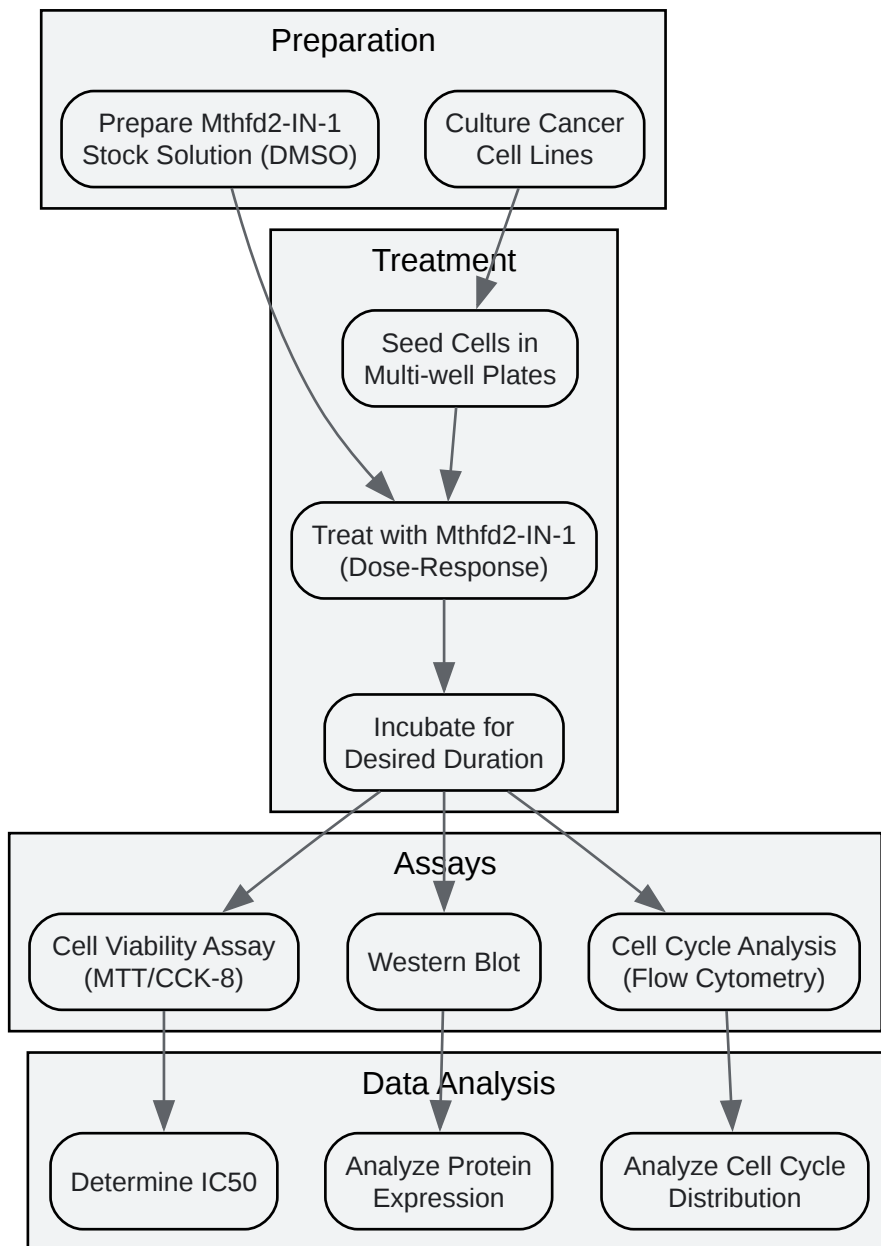 Preparation
Prepare Mthfd2-IN-1
Stock Solution (DMSO)
Culture Cancer
Cell Lines
Treatment
Seed Cells in
Multi-well Plates
Treat with Mthfd2-IN-1
(Dose-Response)
Incubate for
Desired Duration
Assays
Cell Viability Assay
(MTT/CCK-8)
Western Blot
Cell Cycle Analysis
(Flow Cytometry)
Data Analysis
Determine IC50
Analyze Protein
Expression
Analyze Cell Cycle
Distribution